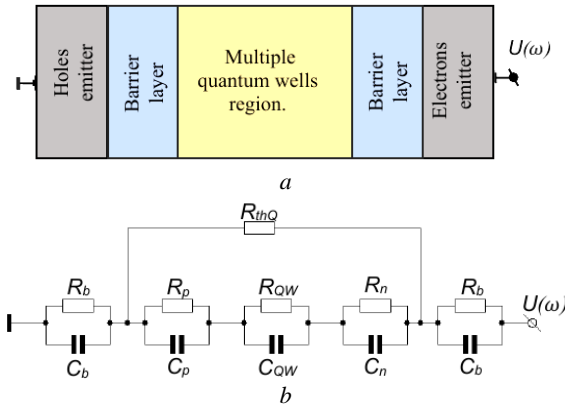 Holes
emitter
Barrier
layer
Multiple
quantum wells
region.
Barrier
layer
Electrons
emitter
U(ω)
a
R_thQ
R_b
R_p
R_QW
R_n
R_b
U(ω)
C_b
C_p
C_QW
C_n
C_b
b